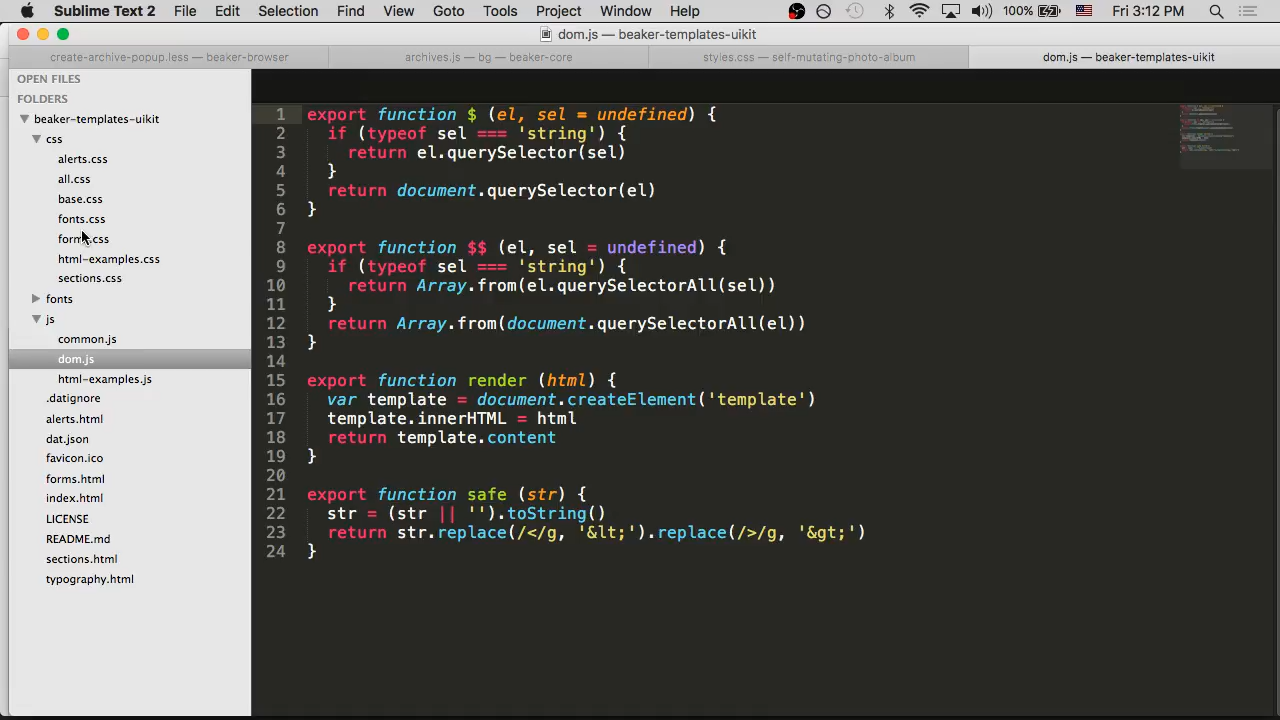 Sublime Text 2 File Edit Selection Find View Goto Tools Project Window Help 100% Fri 3:12 PM
dom.js — beaker-templates-uikit
create-archive-popup.less — beaker-browser archives.js — bg — beaker-core styles.css — self-mutating-photo-album dom.js — beaker-templates-uikit
OPEN FILES
FOLDERS
beaker-templates-uikit
css
alerts.css
all.css
base.css
fonts.css
html-examples.css
sections.css
fonts
js
common.js
dom.js
html-examples.js
.datignore
alerts.html
dat.json
favicon.ico
forms.html
index.html
LICENSE
README.md
sections.html
typography.html
1 export function $ (el, sel = undefined) {
2 if (typeof sel === 'string') {
3 return el.querySelector(sel)
4 }
5 return document.querySelector(el)
6 }
7
8 export function $$ (el, sel = undefined) {
9 if (typeof sel === 'string') {
10 return Array.from(el.querySelectorAll(sel))
11 }
12 return Array.from(document.querySelectorAll(el))
13 }
14
15 export function render (html) {
16 var template = document.createElement('template')
17 template.innerHTML = html
18 return template.content
19 }
20
21 export function safe (str) {
22 str = (str || '').toString()
23 return str.replace(/</g, '&lt;').replace(/>/g, '&gt;')
24 }